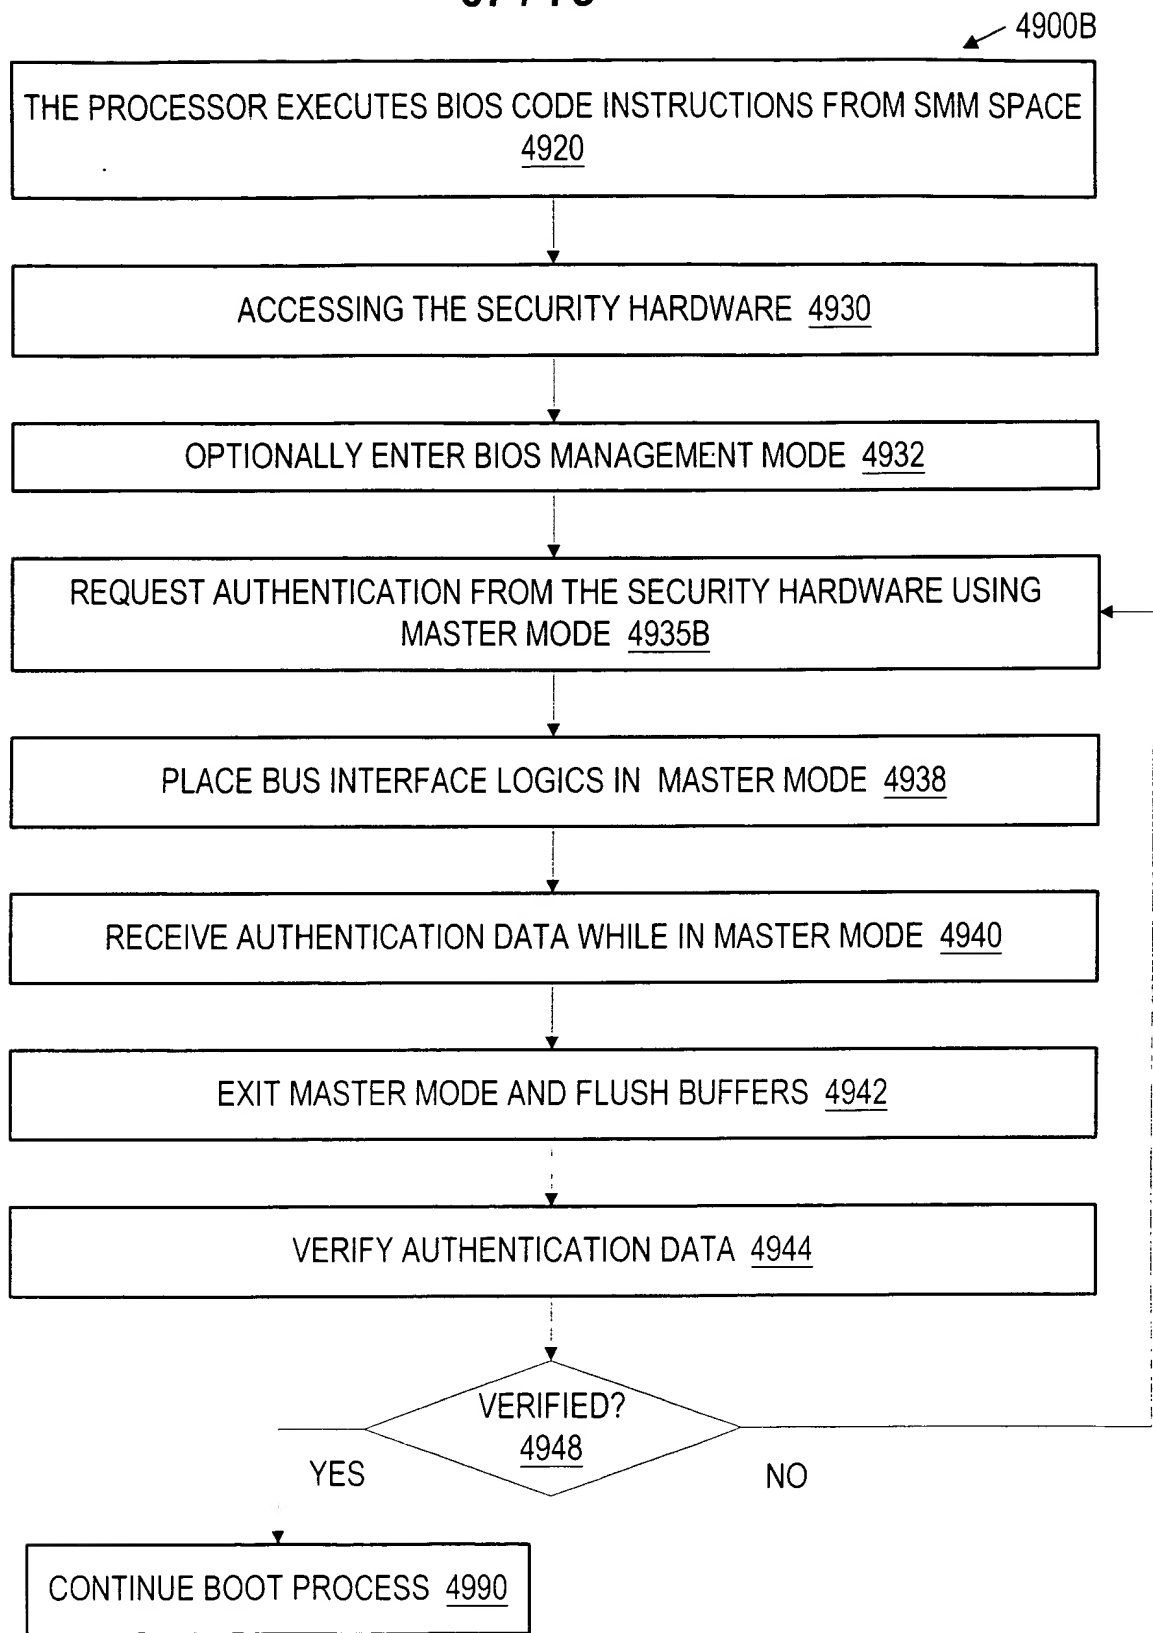 4900B
THE PROCESSOR EXECUTES BIOS CODE INSTRUCTIONS FROM SMM SPACE
4920
ACCESSING THE SECURITY HARDWARE 4930
OPTIONALLY ENTER BIOS MANAGEMENT MODE 4932
REQUEST AUTHENTICATION FROM THE SECURITY HARDWARE USING
MASTER MODE 4935B
PLACE BUS INTERFACE LOGICS IN MASTER MODE 4938
RECEIVE AUTHENTICATION DATA WHILE IN MASTER MODE 4940
EXIT MASTER MODE AND FLUSH BUFFERS 4942
VERIFY AUTHENTICATION DATA 4944
VERIFIED?
4948
YES
NO
CONTINUE BOOT PROCESS 4990